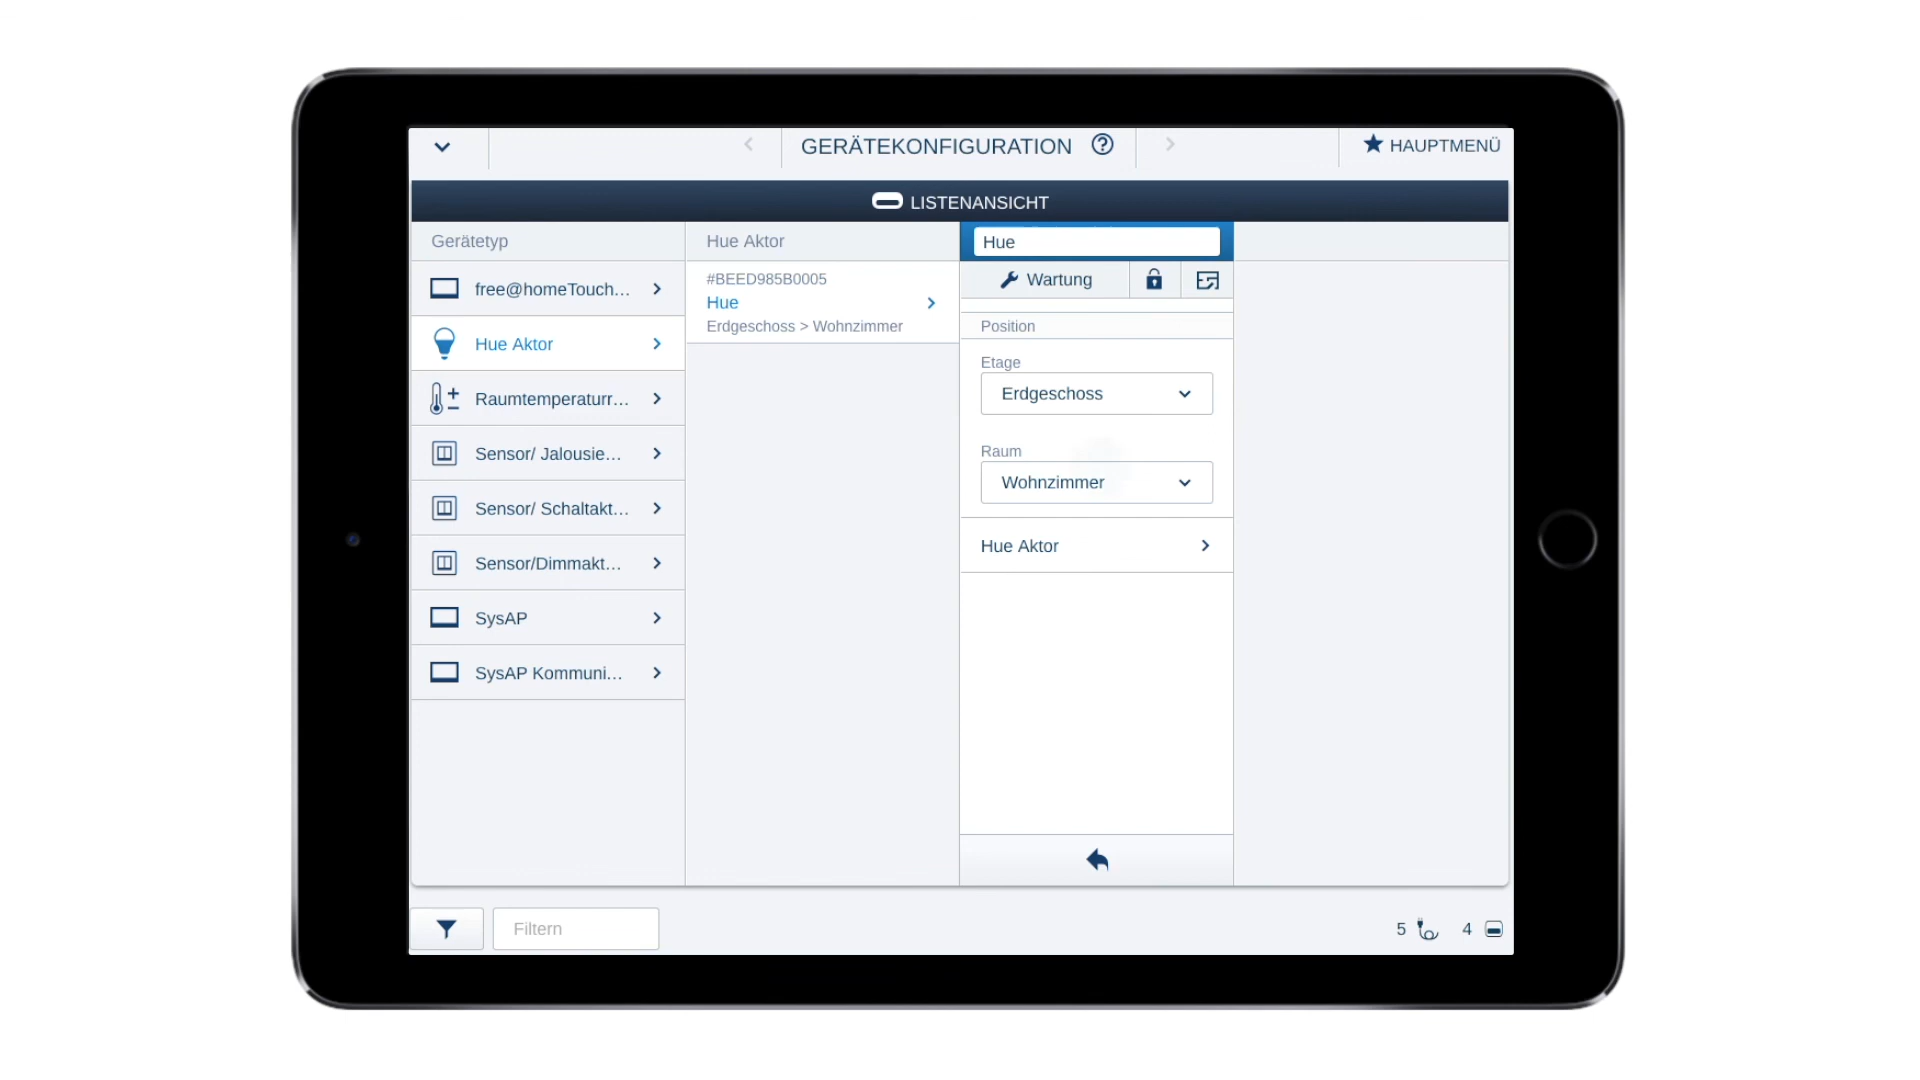 GERÄTEKONFIGURATION
HAUPTMENÜ
LISTENANSICHT
Gerätetyp
free@homeTouch...
Hue Aktor
Raumtemperaturr...
Sensor/ Jalousie...
Sensor/ Schaltakt...
Sensor/Dimmakt...
SysAP
SysAP Kommuni...
Hue Aktor
#BEED985B0005
Hue
Erdgeschoss > Wohnzimmer
Hue
Wartung
Position
Etage
Erdgeschoss
Raum
Wohnzimmer
Hue Aktor
Filtern
5
4